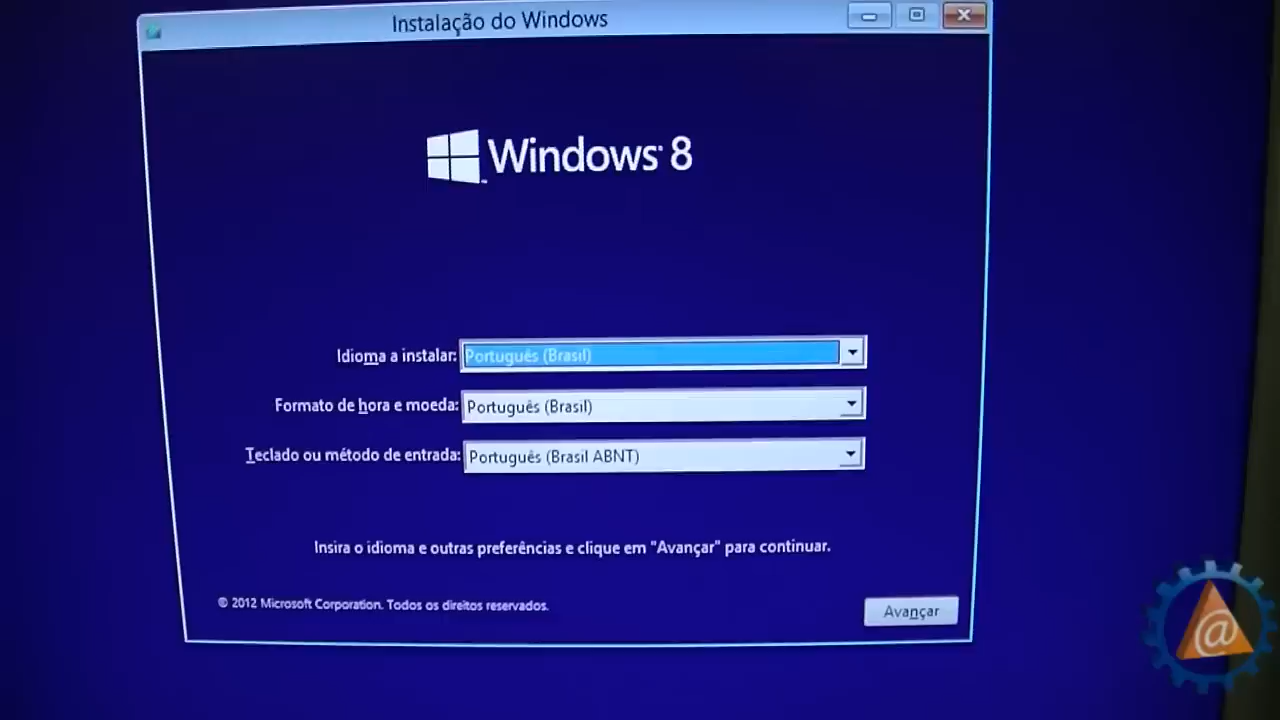 Instalação do Windows
Windows 8
Idioma a instalar: Português (Brasil)
Formato de hora e moeda: Português (Brasil)
Teclado ou método de entrada: Português (Brasil ABNT)
Insira o idioma e outras preferências e clique em "Avançar" para continuar.
© 2012 Microsoft Corporation. Todos os direitos reservados.
Avançar
@